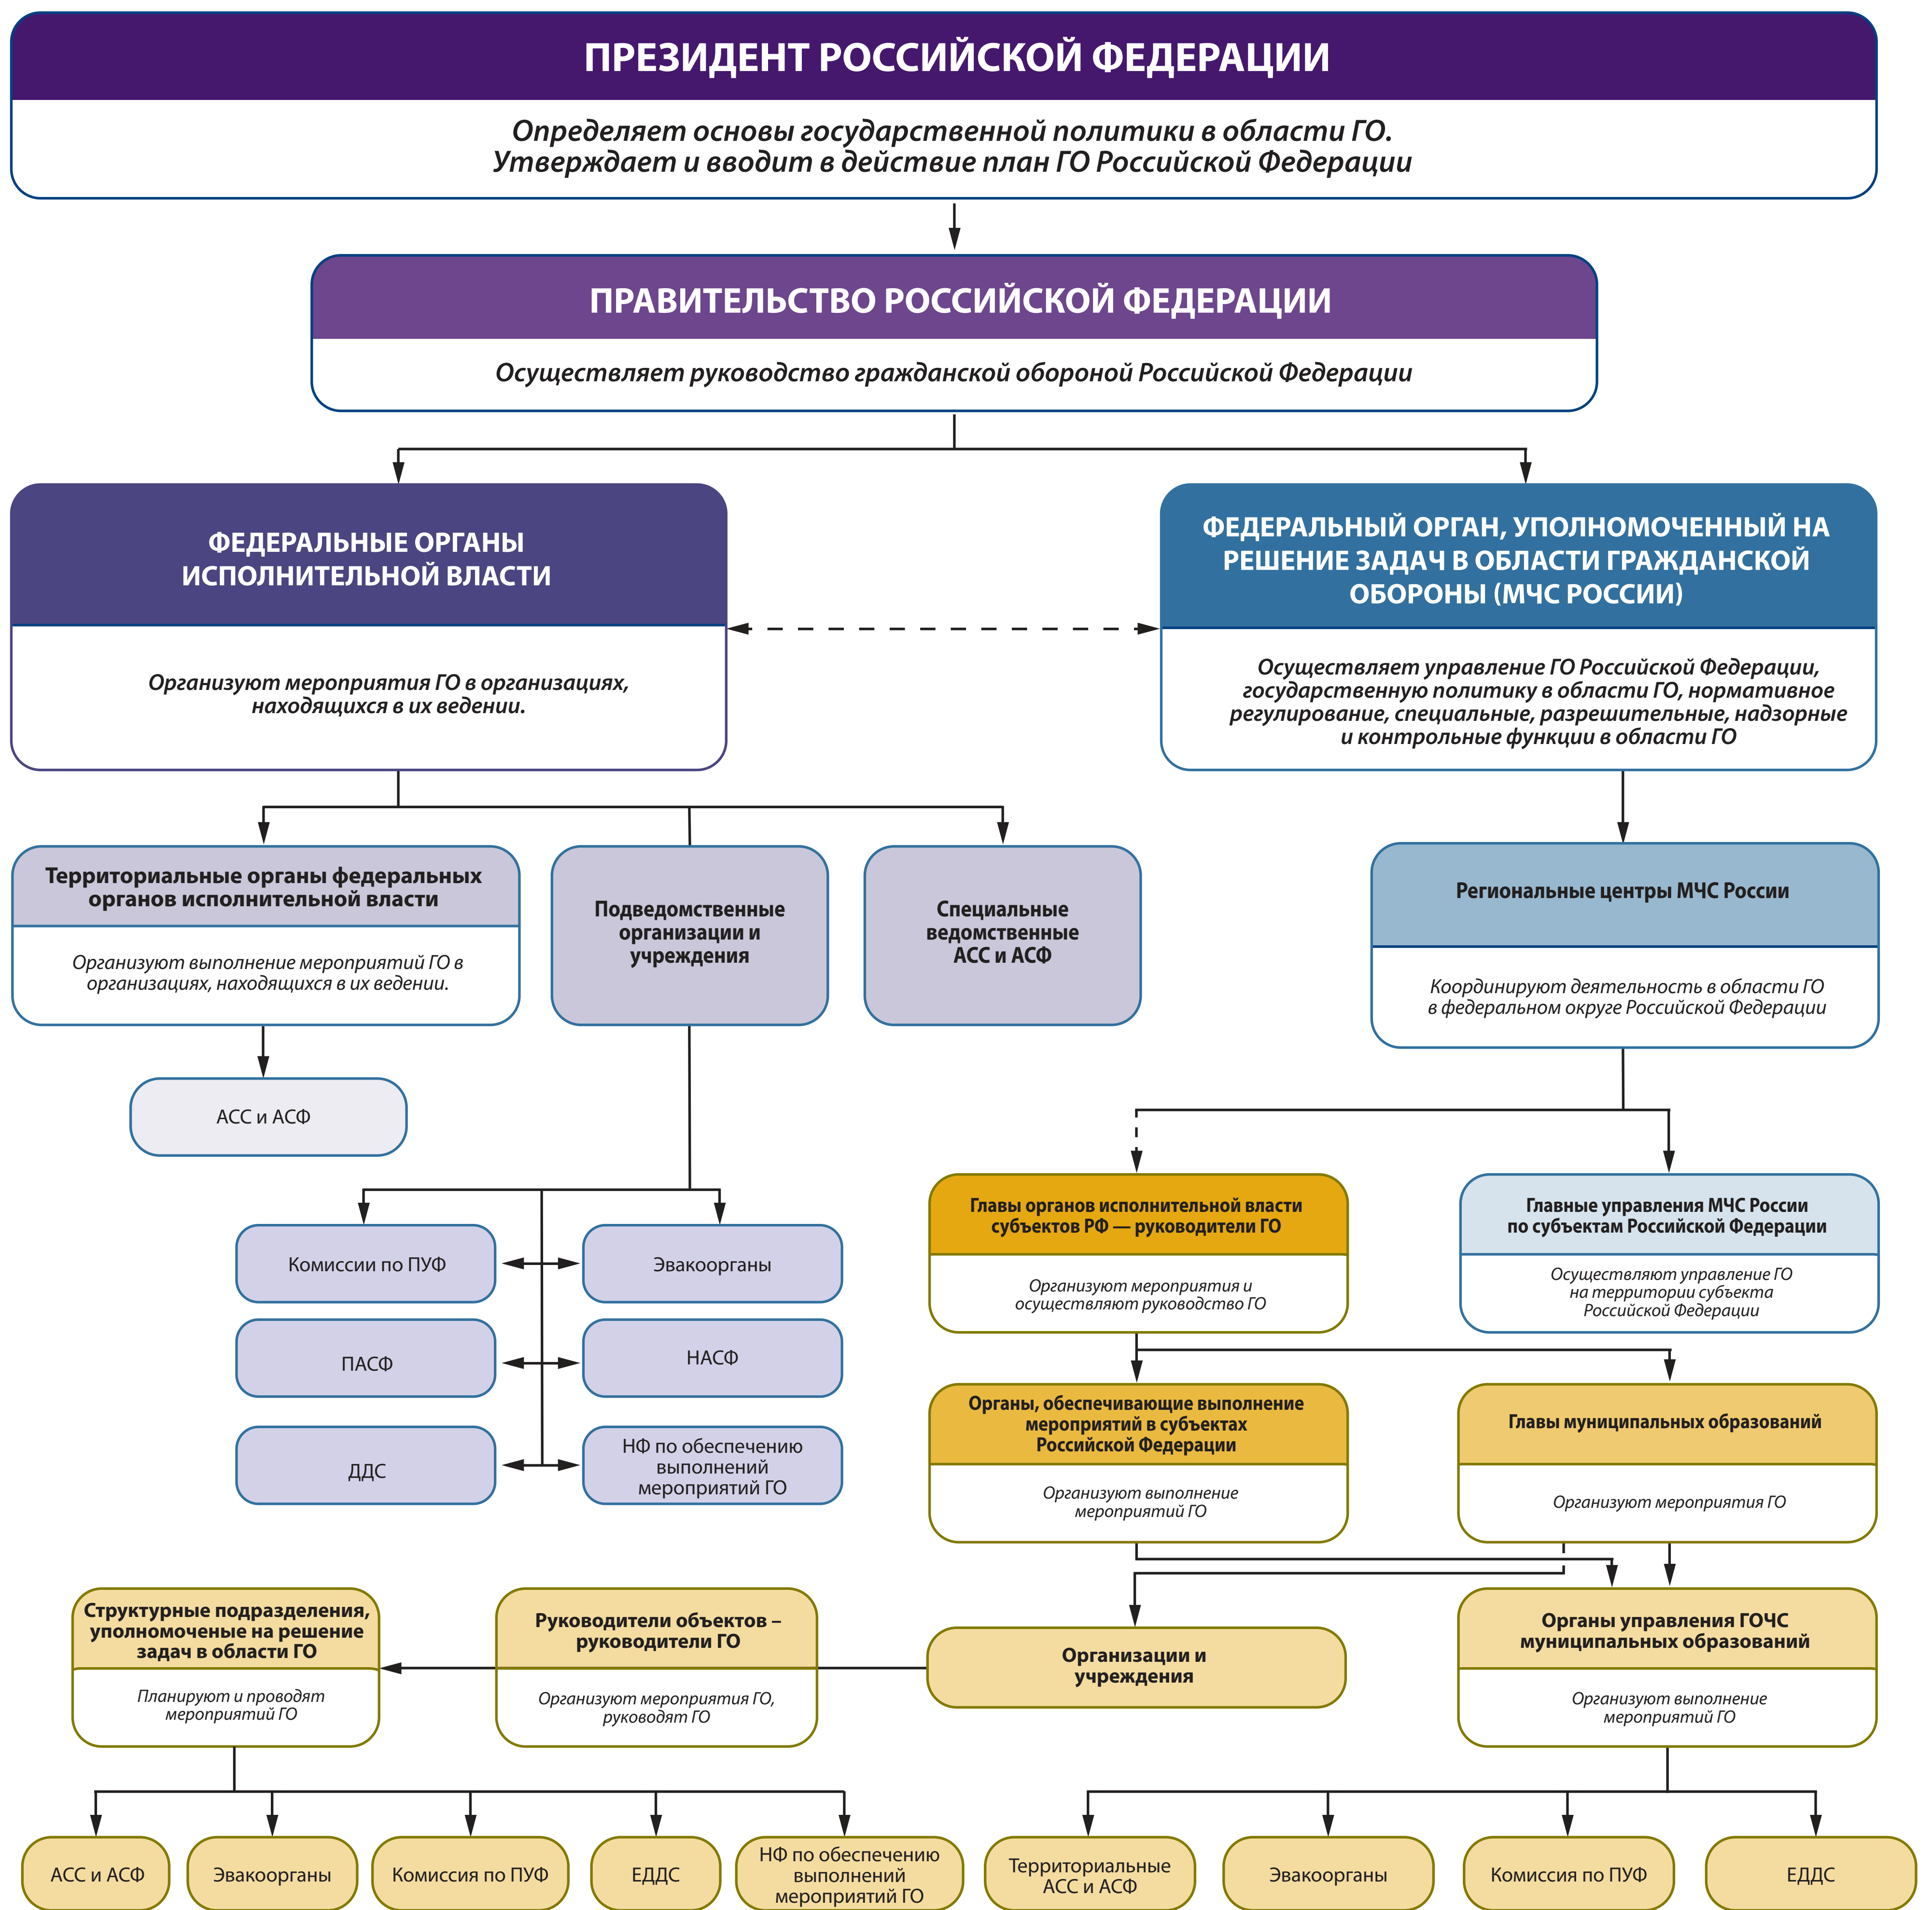 ПРЕЗИДЕНТ РОССИЙСКОЙ ФЕДЕРАЦИИ
Определяет основы государственной политики в области ГО.
Утверждает и вводит в действие план ГО Российской Федерации
ПРАВИТЕЛЬСТВО РОССИЙСКОЙ ФЕДЕРАЦИИ
Осуществляет руководство гражданской обороной Российской Федерации
ФЕДЕРАЛЬНЫЕ ОРГАНЫ
ИСПОЛНИТЕЛЬНОЙ ВЛАСТИ
Организуют мероприятия ГО в организациях,
находящихся в их ведении.
ФЕДЕРАЛЬНЫЙ ОРГАН, УПОЛНОМОЧЕННЫЙ НА
РЕШЕНИЕ ЗАДАЧ В ОБЛАСТИ ГРАЖДАНСКОЙ
ОБОРОНЫ (МЧС РОССИИ)
Осуществляет управление ГО Российской Федерации,
государственную политику в области ГО, нормативное
регулирование, специальные, разрешительные, надзорные
и контрольные функции в области ГО
Территориальные органы федеральных
органов исполнительной власти
Организуют выполнение мероприятий ГО в
организациях, находящихся в их ведении.
Подведомственные
организации и
учреждения
Специальные
ведомственные
АСС и АСФ
Региональные центры МЧС России
Координируют деятельность в области ГО
в федеральном округе Российской Федерации
АСС и АСФ
Комиссии по ПУФ
Эвакоорганы
ПАСФ
НАСФ
ДДС
НФ по обеспечению
выполнений
мероприятий ГО
Главы органов исполнительной власти
субъектов РФ — руководители ГО
Организуют мероприятия и
осуществляют руководство ГО
Главные управления МЧС России
по субъектам Российской Федерации
Осуществляют управление ГО
на территории субъекта
Российской Федерации
Органы, обеспечивающие выполнение
мероприятий в субъектах
Российской Федерации
Организуют выполнение
мероприятий ГО
Главы муниципальных образований
Организуют мероприятия ГО
Структурные подразделения,
уполномоченые на решение
задач в области ГО
Планируют и проводят
мероприятий ГО
Руководители объектов –
руководители ГО
Организуют мероприятия ГО,
руководят ГО
Организации и
учреждения
Органы управления ГОЧС
муниципальных образований
Организуют выполнение
мероприятий ГО
АСС и АСФ
Эвакоорганы
Комиссия по ПУФ
ЕДДС
НФ по обеспечению
выполнений
мероприятий ГО
Территориальные
АСС и АСФ
Эвакоорганы
Комиссия по ПУФ
ЕДДС